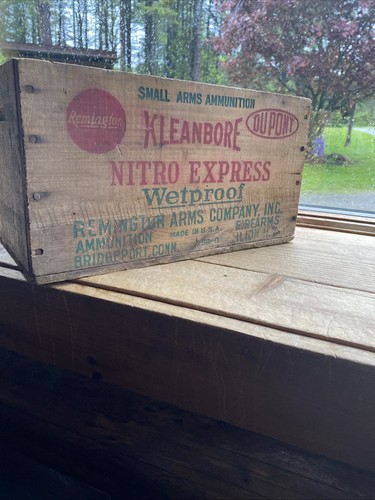 SMALL ARMS AMMUNITION
Remington
KLEANBORE
DU PONT
NITRO EXPRESS
Wetproof
REMINGTON ARMS COMPANY, INC.
AMMUNITION
MADE IN U.S.A.
FIREARMS
BRIDGEPORT CONN.
ILION